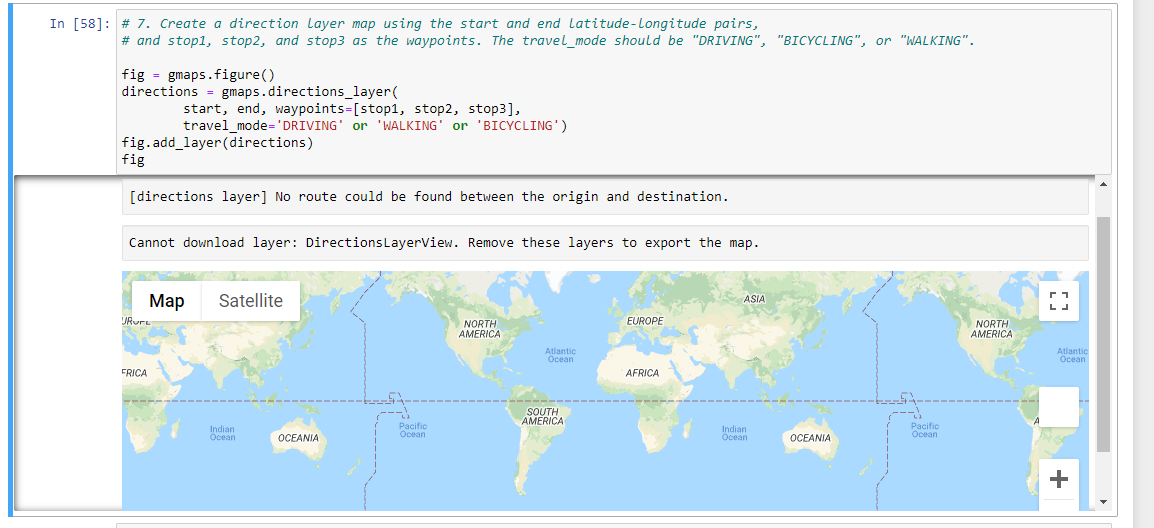 In [58]:
# 7. Create a direction layer map using the start and end latitude-longitude pairs,
# and stop1, stop2, and stop3 as the waypoints. The travel_mode should be "DRIVING", "BICYCLING", or "WALKING".
fig = gmaps.figure()
directions = gmaps.directions_layer(
start, end, waypoints=[stop1, stop2, stop3],
travel_mode='DRIVING' or 'WALKING' or 'BICYCLING')
fig.add_layer(directions)
fig
[directions layer] No route could be found between the origin and destination.
Cannot download layer: DirectionsLayerView. Remove these layers to export the map.
Map Satellite
ASIA
UROPE
NORTH
AMERICA
EUROPE
NORTH
AMERICA
Atlantic
Ocean
Atlantic
Ocean
FRICA
AFRICA
SOUTH
AMERICA
A
Indian
Ocean
OCEANIA
Pacific
Ocean
Indian
Ocean
OCEANIA
Pacific
Ocean
+